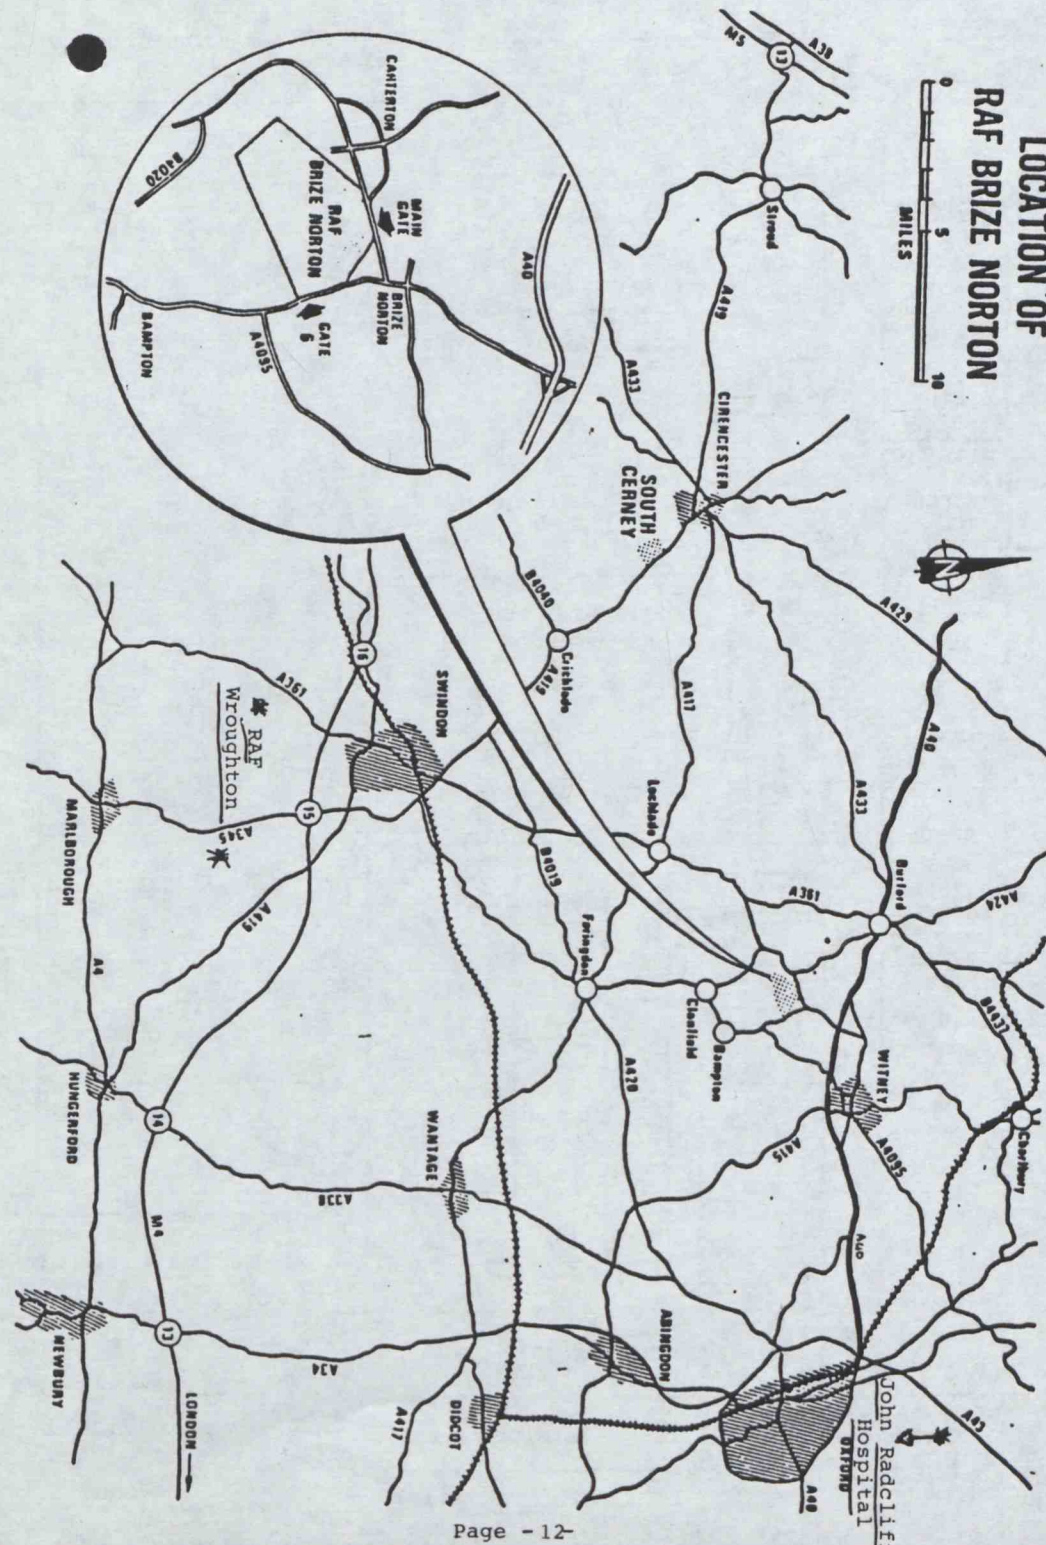 LOCATION OF
RAF BRIZE NORTON
0 5 10
MILES
N
A38
M5
13
Stroud
A419
A433
CIRENCESTER
SOUTH
CERNEY
A429
A40
A433
A417
B4040
Crichlade
A419
Burford
A424
B4437
Charlbury
A361
Lechlade
WITNEY
A4095
A415
Clanfield
Bampton
B4019
Faringdon
A420
SWINDON
16
A361
RAF
Wroughton
15
A345
MARLBOROUGH
A419
A4
HUNGERFORD
14
M4
A338
WANTAGE
ABINGDON
DIDCOT
A417
A34
13
NEWBURY
LONDON
A40
A43
John Radclif
Hospital
OXFORD
A40
CARTERTON
B4020
MAIN
GATE
RAF
BRIZE NORTON
BRIZE
NORTON
GATE
6
A4095
BAMPTON
A40
Page -12-